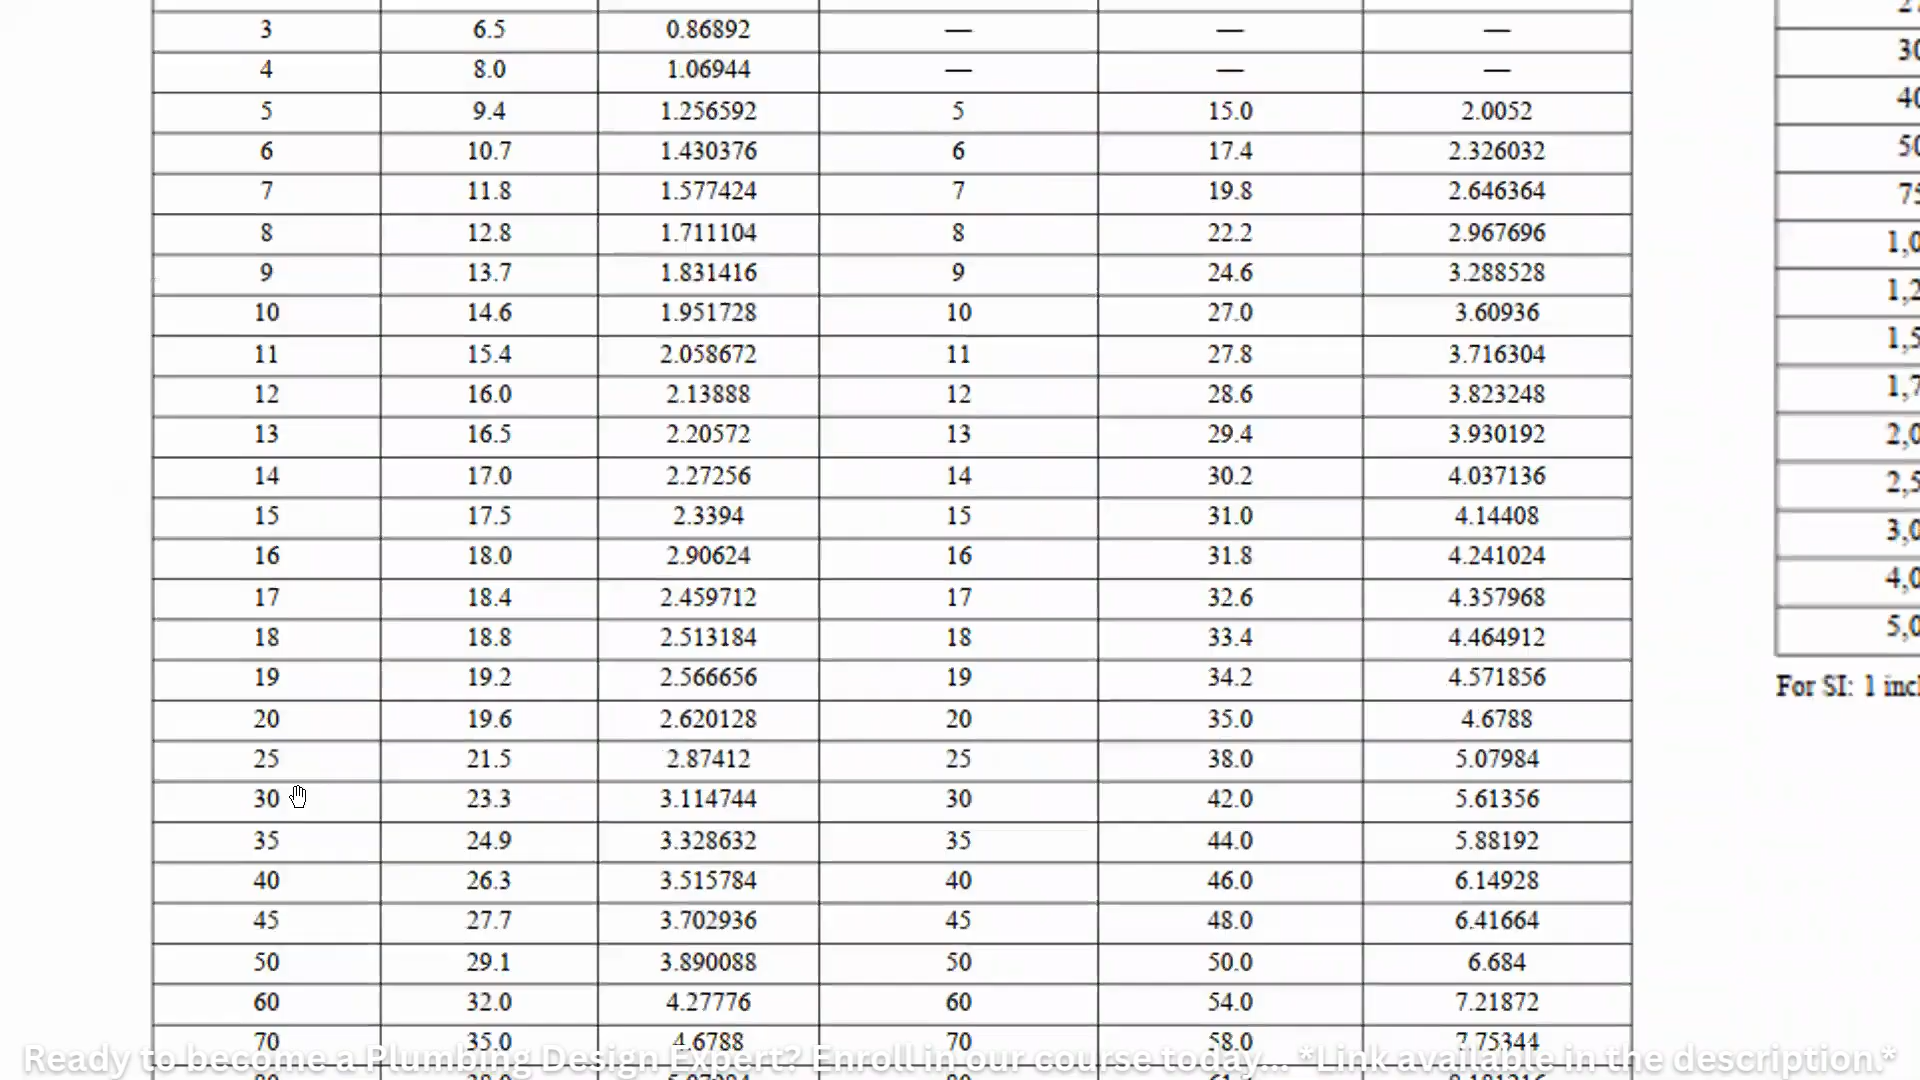 3 6.5 0.86892 — — —
4 8.0 1.06944 — — —
5 9.4 1.256592 5 15.0 2.0052
6 10.7 1.430376 6 17.4 2.326032
7 11.8 1.577424 7 19.8 2.646364
8 12.8 1.711104 8 22.2 2.967696
9 13.7 1.831416 9 24.6 3.288528
10 14.6 1.951728 10 27.0 3.60936
11 15.4 2.058672 11 27.8 3.716304
12 16.0 2.13888 12 28.6 3.823248
13 16.5 2.20572 13 29.4 3.930192
14 17.0 2.27256 14 30.2 4.037136
15 17.5 2.3394 15 31.0 4.14408
16 18.0 2.90624 16 31.8 4.241024
17 18.4 2.459712 17 32.6 4.357968
18 18.8 2.513184 18 33.4 4.464912
19 19.2 2.566656 19 34.2 4.571856
20 19.6 2.620128 20 35.0 4.6788
25 21.5 2.87412 25 38.0 5.07984
30 23.3 3.114744 30 42.0 5.61356
35 24.9 3.328632 35 44.0 5.88192
40 26.3 3.515784 40 46.0 6.14928
45 27.7 3.702936 45 48.0 6.41664
50 29.1 3.890088 50 50.0 6.684
60 32.0 4.27776 60 54.0 7.21872
70 35.0 4.6788 70 58.0 7.75344
For SI: 1
Ready to become a Plumbing Design Expert? Enroll in our course today... *Link available in the description.*